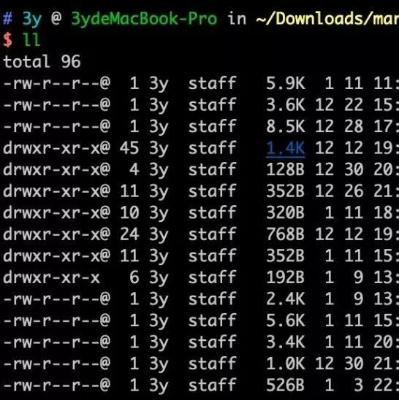 # 3y @ 3ydeMacBook-Pro in ~/Downloads/mar
$ ll
total 96
-rw-r--r--@ 1 3y staff 5.9K 1 11 11:
-rw-r--r--@ 1 3y staff 3.6K 12 22 15:
-rw-r--r--@ 1 3y staff 8.5K 12 28 17:
drwxr-xr-x@ 45 3y staff 1.4K 12 12 19:
drwxr-xr-x@ 4 3y staff 128B 12 30 20:
drwxr-xr-x@ 11 3y staff 352B 12 26 21:
drwxr-xr-x@ 10 3y staff 320B 1 11 18:
drwxr-xr-x@ 24 3y staff 768B 12 12 19:
drwxr-xr-x@ 11 3y staff 352B 1 11 15:
drwxr-xr-x 6 3y staff 192B 1 9 13:
-rw-r--r--@ 1 3y staff 2.4K 1 9 13:
-rw-r--r--@ 1 3y staff 5.6K 1 11 15:
-rw-r--r--@ 1 3y staff 3.4K 1 11 20:
-rw-r--r--@ 1 3y staff 1.0K 12 30 21:
-rw-r--r--@ 1 3y staff 526B 1 3 22: